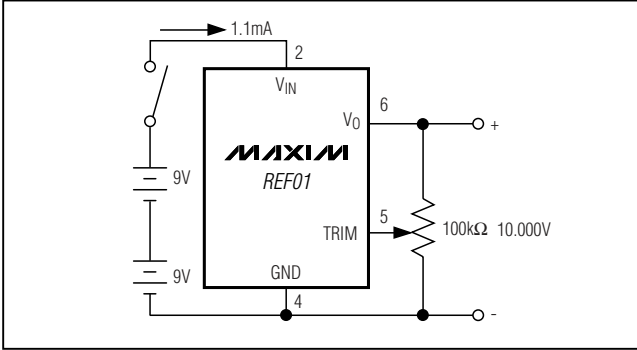 1.1mA
2
VIN
VO
6
+
9V
MAXIM
REF01
TRIM
5
100kΩ 10.000V
9V
GND
4
-